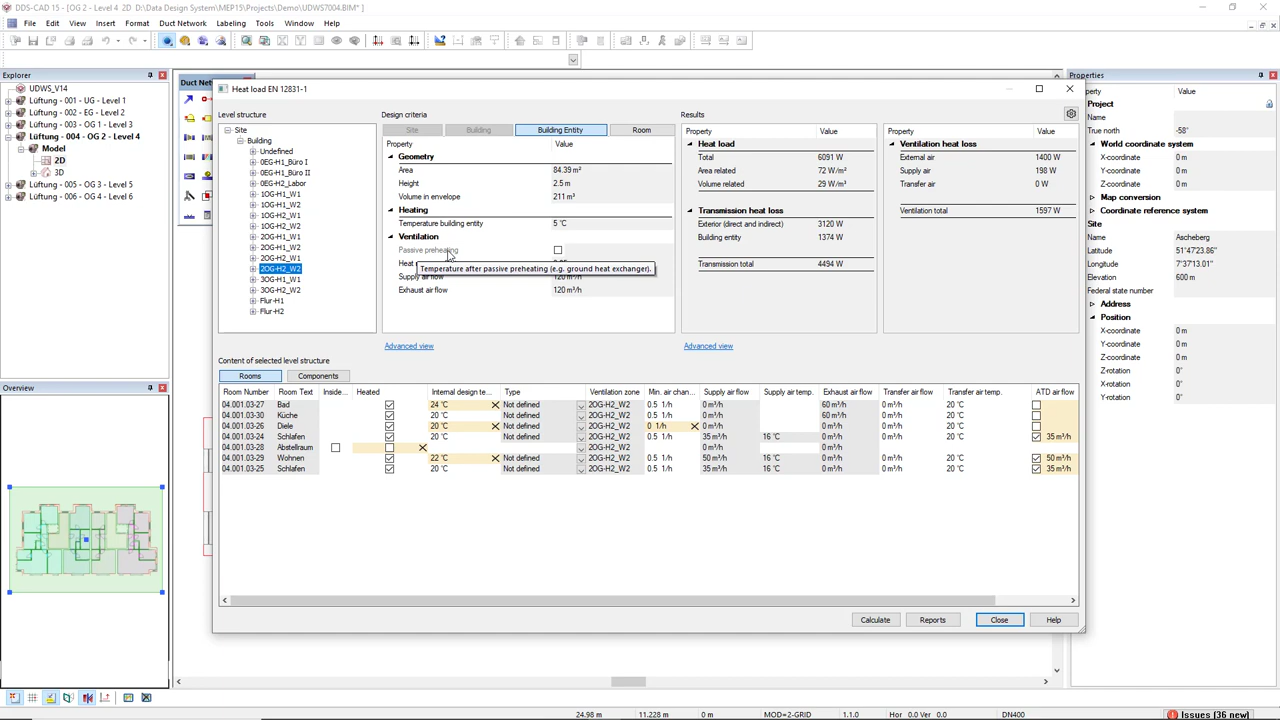 DDS-CAD 15 - [OG 2 - Level 4 2D D:\Data Design System\MEP15\Projects\Demo\UDWS7004.BIM* ]
File Edit View Insert Format Duct Network Labeling Tools Window Help
Explorer
UDWS_V14
Lüftung - 001 - UG - Level 1
Lüftung - 002 - EG - Level 2
Lüftung - 003 - OG 1 - Level 3
Lüftung - 004 - OG 2 - Level 4
Model
2D
3D
Lüftung - 005 - OG 3 - Level 5
Lüftung - 006 - OG 4 - Level 6
Overview
Duct Net
Heat load EN 12831-1
Level structure
Site
Building
Undefined
0EG-H1_Büro I
0EG-H1_Büro II
0EG-H2_Labor
1OG-H1_W1
1OG-H1_W2
1OG-H2_W1
1OG-H2_W2
2OG-H1_W1
2OG-H1_W2
2OG-H2_W1
2OG-H2_W2
3OG-H1_W1
3OG-H2_W2
Flur-H1
Flur-H2
Design criteria
Site Building Building Entity Room
Property Value
Geometry
Area 84.39 m²
Height 2.5 m
Volume in envelope 211 m³
Heating
Temperature building entity 5 °C
Ventilation
Passive preheating
Heat r
Temperature after passive preheating (e.g. ground heat exchanger).
Supply air flow 120 m³/h
Exhaust air flow 120 m³/h
Advanced view
Results
Property Value
Heat load
Total 6091 W
Area related 72 W/m²
Volume related 29 W/m³
Transmission heat loss
Exterior (direct and indirect) 3120 W
Building entity 1374 W
Transmission total 4494 W
Advanced view
Property Value
Ventilation heat loss
External air 1400 W
Supply air 198 W
Transfer air 0 W
Ventilation total 1597 W
Content of selected level structure
Rooms Components
Room Number Room Text Inside... Heated Internal design te... Type Ventilation zone Min. air chan... Supply air flow Supply air temp. Exhaust air flow Transfer air flow Transfer air temp. ATD air flow
04.001.03-27 Bad 24 °C Not defined 2OG-H2_W2 0.5 1/h 0 m³/h 60 m³/h 0 m³/h 20 °C
04.001.03-30 Küche 20 °C Not defined 2OG-H2_W2 0.5 1/h 0 m³/h 60 m³/h 0 m³/h 20 °C
04.001.03-26 Diele 20 °C Not defined 2OG-H2_W2 0 1/h 0 m³/h 0 m³/h 0 m³/h 20 °C
04.001.03-24 Schlafen 20 °C Not defined 2OG-H2_W2 0.5 1/h 35 m³/h 16 °C 0 m³/h 0 m³/h 20 °C 35 m³/h
04.001.03-28 Abstellraum Not defined 2OG-H2_W2 0 m³/h 0 m³/h
04.001.03-29 Wohnen 22 °C Not defined 2OG-H2_W2 0.5 1/h 50 m³/h 16 °C 0 m³/h 0 m³/h 20 °C 50 m³/h
04.001.03-25 Schlafen 20 °C Not defined 2OG-H2_W2 0.5 1/h 35 m³/h 16 °C 0 m³/h 0 m³/h 20 °C 35 m³/h
Calculate Reports Close Help
Properties
perty Value
Project
Name
True north -58°
World coordinate system
X-coordinate 0 m
Y-coordinate 0 m
Z-coordinate 0 m
Map conversion
Coordinate reference system
Site
Name Ascheberg
Latitude 51°47'23.86"
Longitude 7°37'13.01"
Elevation 600 m
Federal state number
Address
Position
X-coordinate 0 m
Y-coordinate 0 m
Z-coordinate 0 m
X-rotation 0°
Z-rotation 0°
Y-rotation 0°
24.98 m 11.228 m 0 m MOD=2-GRID 1.1.0 Hor 0.0 Ver 0.0 DN400 Issues (36 new)